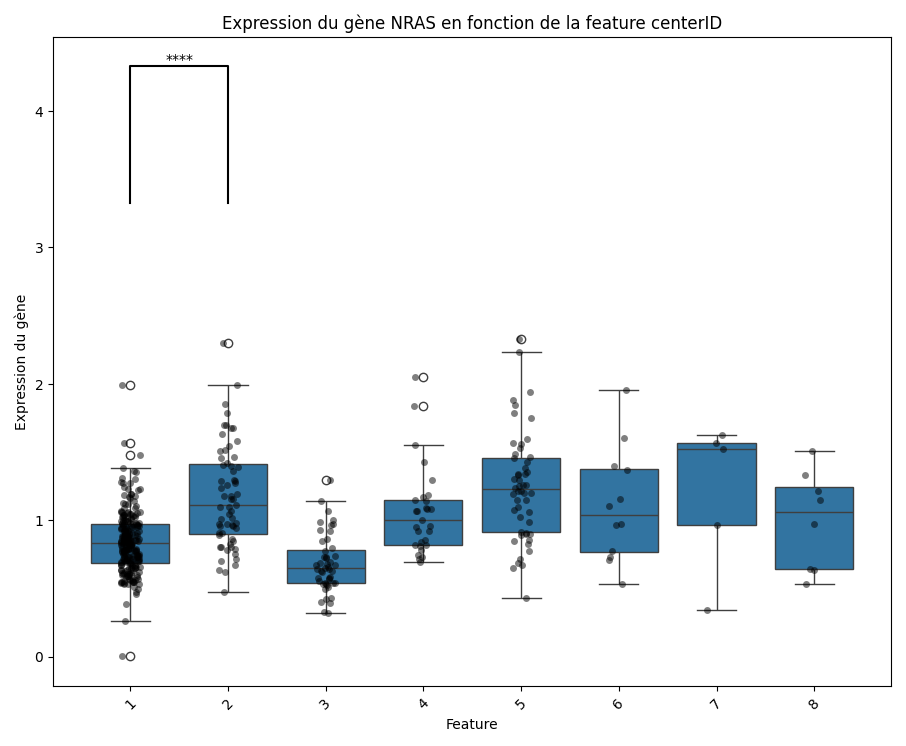 Expression du gène NRAS en fonction de la feature centerID
****
Expression du gène
4
3
2
1
0
1 2 3 4 5 6 7 8
Feature